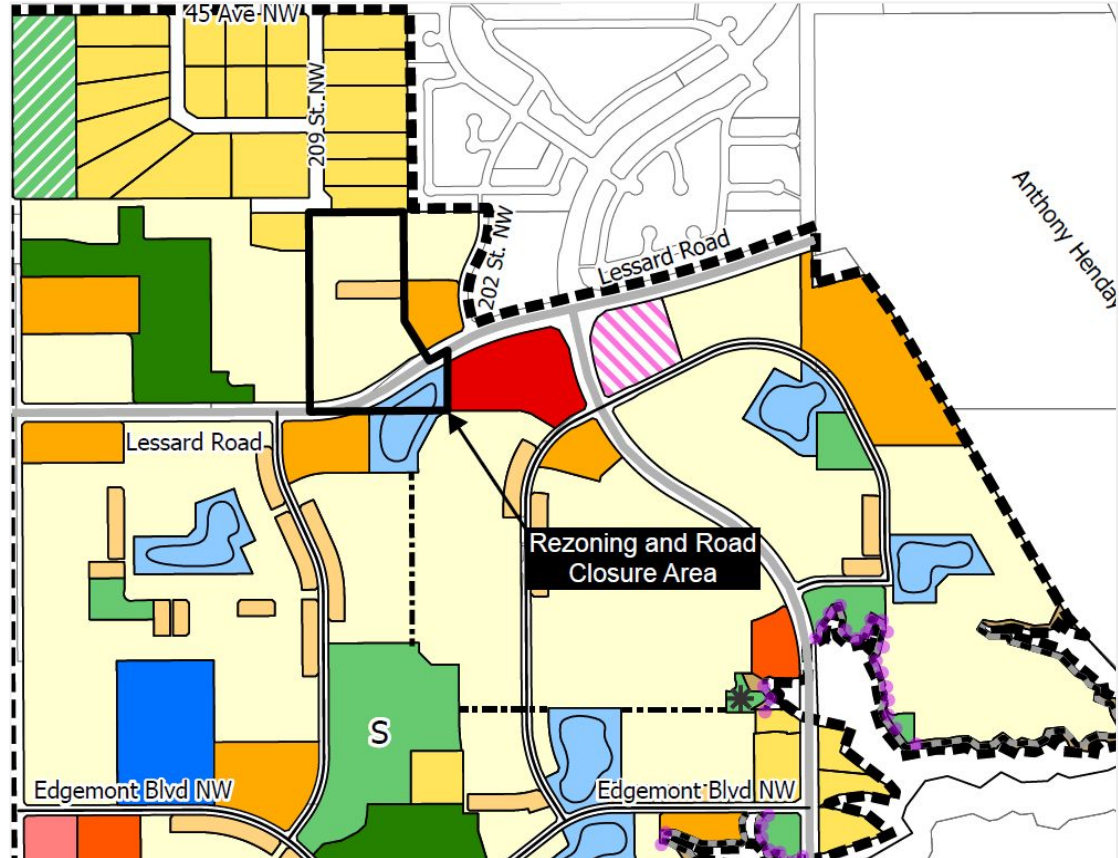 45 Ave NW
209 St. NW
202 St. NW
Lessard Road
Anthony Henday
Lessard Road
Rezoning and Road
Closure Area
S
Edgemont Blvd NW
Edgemont Blvd NW